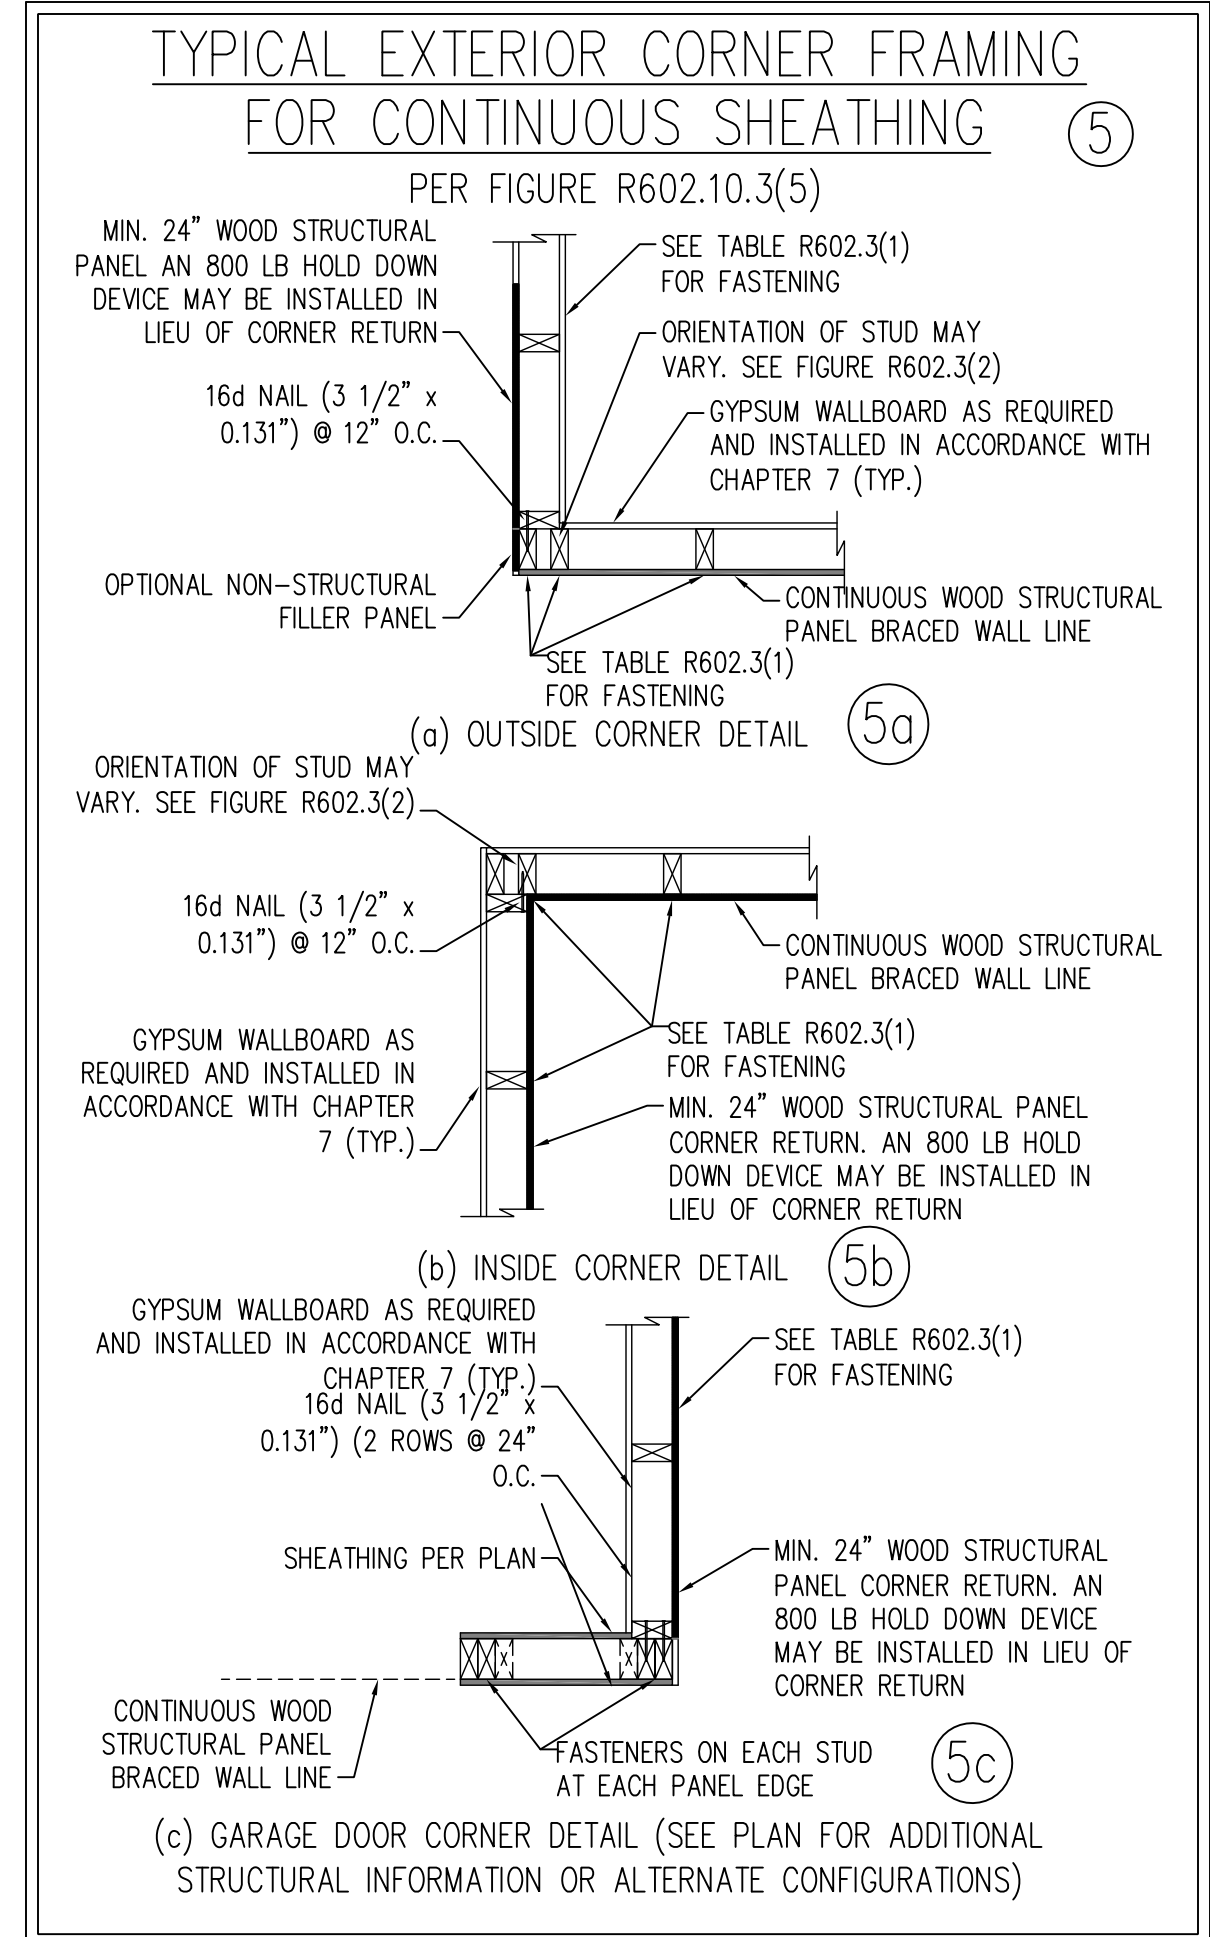 TYPICAL EXTERIOR CORNER FRAMING
FOR CONTINUOUS SHEATHING
5
PER FIGURE R602.10.3(5)
MIN. 24” WOOD STRUCTURAL
PANEL AN 800 LB HOLD DOWN
DEVICE MAY BE INSTALLED IN
LIEU OF CORNER RETURN
16d NAIL (3 1/2” x
0.131”) @ 12” O.C.
OPTIONAL NON-STRUCTURAL
FILLER PANEL
SEE TABLE R602.3(1)
FOR FASTENING
ORIENTATION OF STUD MAY
VARY. SEE FIGURE R602.3(2)
GYPSUM WALLBOARD AS REQUIRED
AND INSTALLED IN ACCORDANCE WITH
CHAPTER 7 (TYP.)
CONTINUOUS WOOD STRUCTURAL
PANEL BRACED WALL LINE
SEE TABLE R602.3(1)
FOR FASTENING
(a) OUTSIDE CORNER DETAIL
5a
ORIENTATION OF STUD MAY
VARY. SEE FIGURE R602.3(2)
16d NAIL (3 1/2” x
0.131”) @ 12” O.C.
GYPSUM WALLBOARD AS
REQUIRED AND INSTALLED IN
ACCORDANCE WITH CHAPTER
7 (TYP.)
CONTINUOUS WOOD STRUCTURAL
PANEL BRACED WALL LINE
SEE TABLE R602.3(1)
FOR FASTENING
MIN. 24” WOOD STRUCTURAL PANEL
CORNER RETURN. AN 800 LB HOLD
DOWN DEVICE MAY BE INSTALLED IN
LIEU OF CORNER RETURN
(b) INSIDE CORNER DETAIL
5b
GYPSUM WALLBOARD AS REQUIRED
AND INSTALLED IN ACCORDANCE WITH
CHAPTER 7 (TYP.)
16d NAIL (3 1/2” x
0.131”) (2 ROWS @ 24”
O.C.
SHEATHING PER PLAN
CONTINUOUS WOOD
STRUCTURAL PANEL
BRACED WALL LINE
SEE TABLE R602.3(1)
FOR FASTENING
MIN. 24” WOOD STRUCTURAL
PANEL CORNER RETURN. AN
800 LB HOLD DOWN DEVICE
MAY BE INSTALLED IN LIEU OF
CORNER RETURN
FASTENERS ON EACH STUD
AT EACH PANEL EDGE
5c
(c) GARAGE DOOR CORNER DETAIL (SEE PLAN FOR ADDITIONAL
STRUCTURAL INFORMATION OR ALTERNATE CONFIGURATIONS)